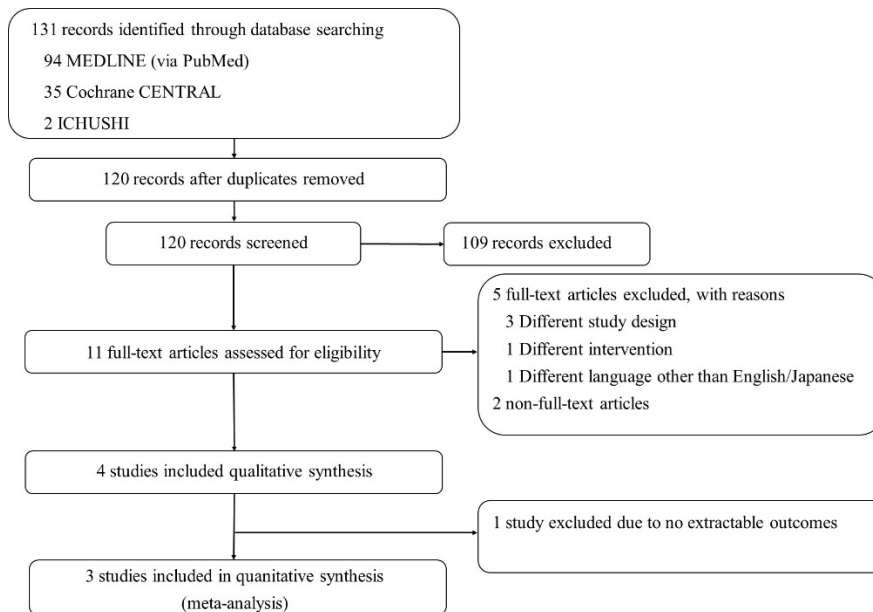 131 records identified through database searching
94 MEDLINE (via PubMed)
35 Cochrane CENTRAL
2 ICHUSHI
120 records after duplicates removed
120 records screened
109 records excluded
5 full-text articles excluded, with reasons
3 Different study design
1 Different intervention
1 Different language other than English/Japanese
2 non-full-text articles
11 full-text articles assessed for eligibility
4 studies included qualitative synthesis
1 study excluded due to no extractable outcomes
3 studies included in quantitative synthesis
(meta-analysis)